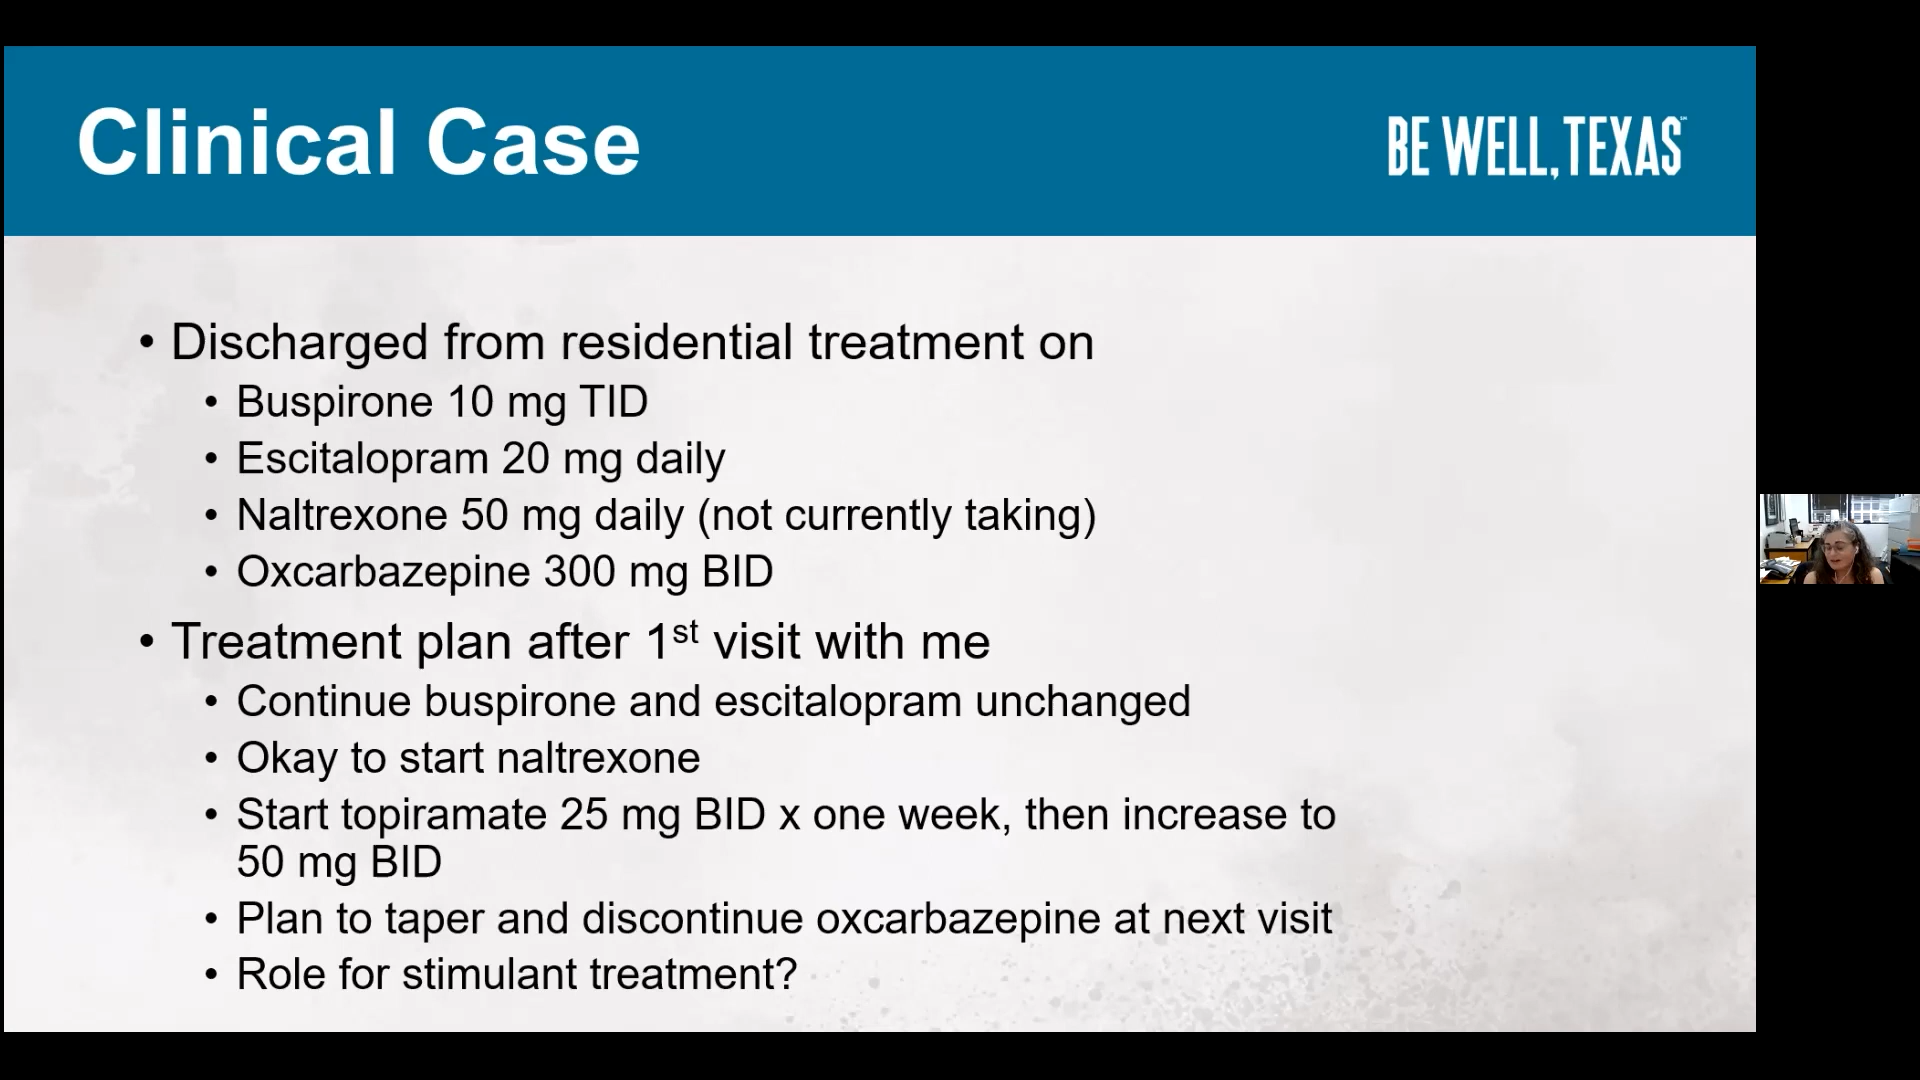 Clinical Case
BE WELL, TEXAS℠
• Discharged from residential treatment on
• Buspirone 10 mg TID
• Escitalopram 20 mg daily
• Naltrexone 50 mg daily (not currently taking)
• Oxcarbazepine 300 mg BID
• Treatment plan after 1st visit with me
• Continue buspirone and escitalopram unchanged
• Okay to start naltrexone
• Start topiramate 25 mg BID x one week, then increase to
50 mg BID
• Plan to taper and discontinue oxcarbazepine at next visit
• Role for stimulant treatment?